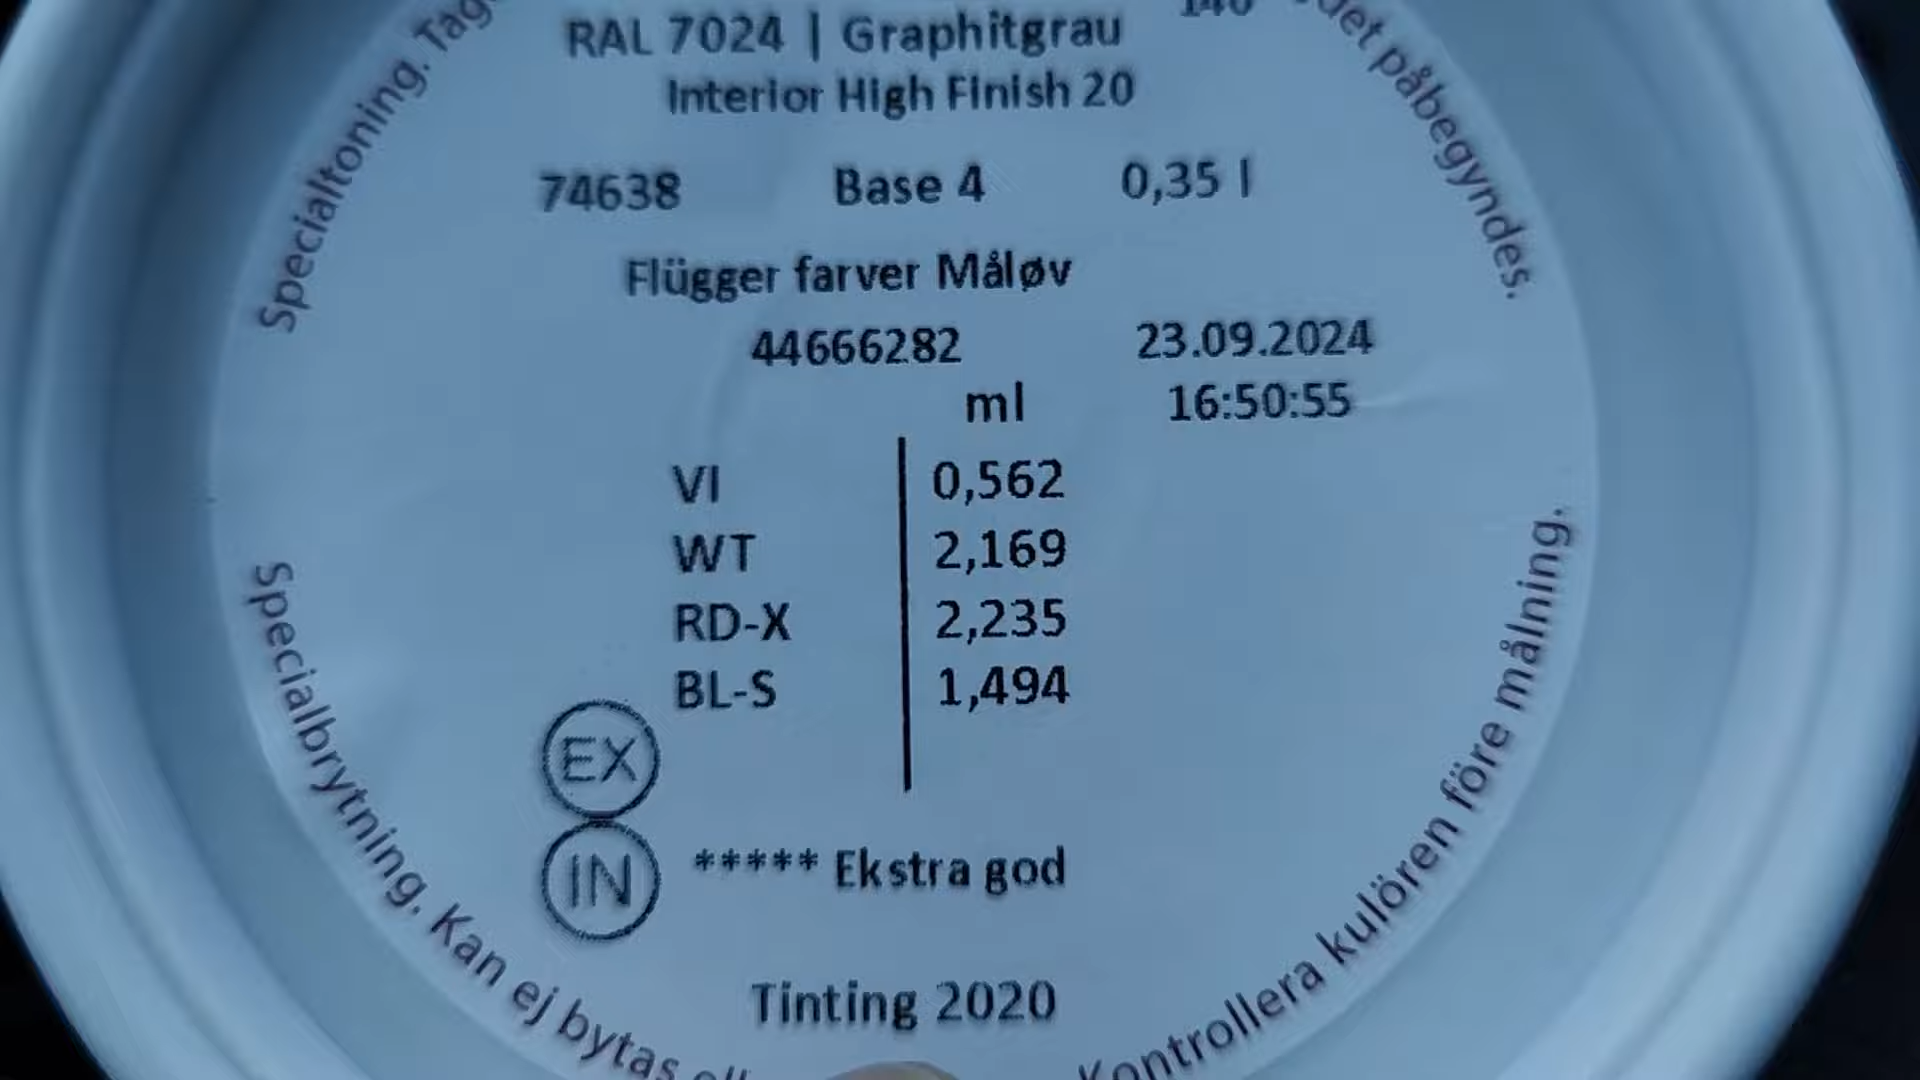 RAL 7024 | Graphitgrau
Interior High Finish 20
74638 Base 4 0,35 l
Flügger farver Måløv
44666282 23.09.2024
ml 16:50:55
VI 0,562
WT 2,169
RD-X 2,235
BL-S 1,494
EX
IN ***** Ekstra god
Tinting 2020
Specialtoning.
påbegyndes.
Specialbrytning. Kan ej bytas
Kontrollera kulören före målning.